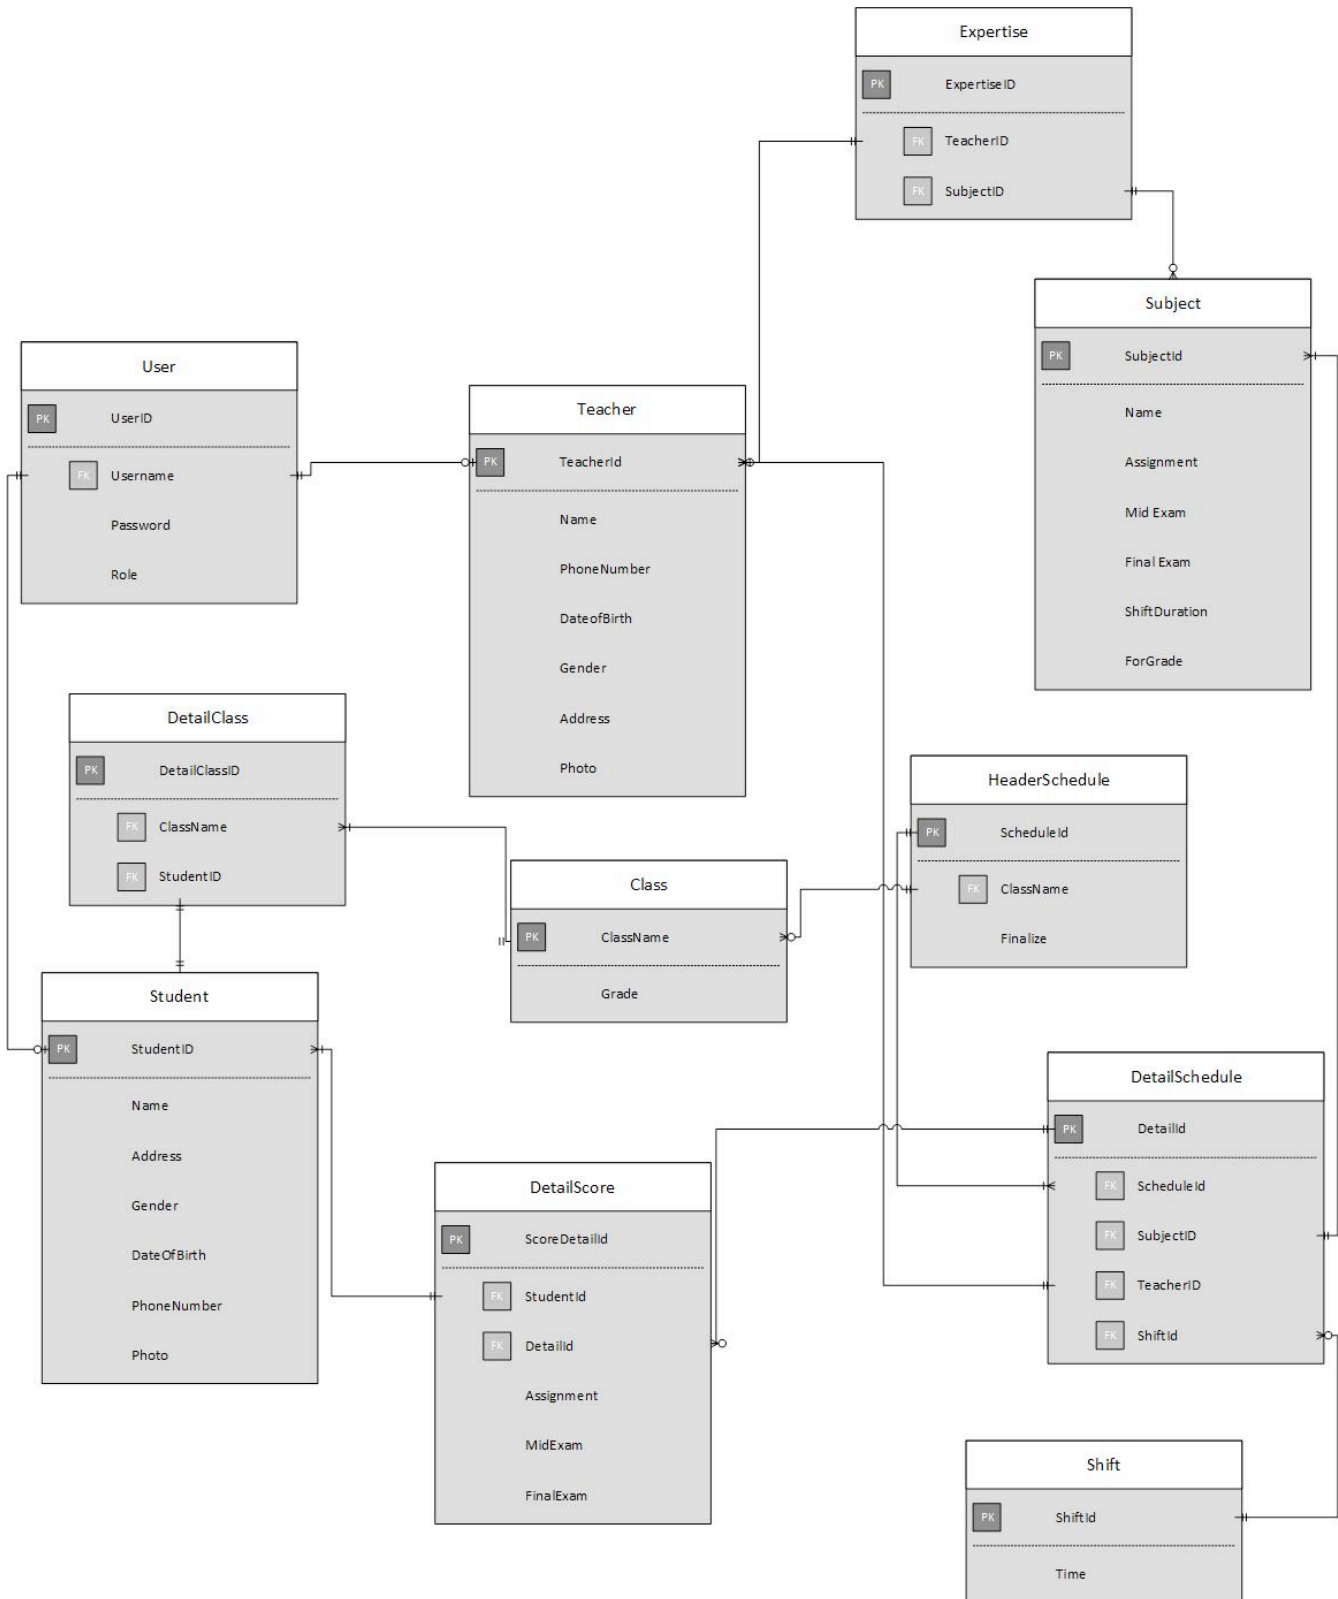 Expertise
PK ExpertiseID
FK TeacherID
FK SubjectID
Subject
PK SubjectId
Name
Assignment
Mid Exam
Final Exam
ShiftDuration
ForGrade
User
PK UserID
FK Username
Password
Role
Teacher
PK TeacherId
Name
PhoneNumber
DateofBirth
Gender
Address
Photo
DetailClass
PK DetailClassID
FK ClassName
FK StudentID
Class
PK ClassName
Grade
HeaderSchedule
PK ScheduleId
FK ClassName
Finalize
Student
PK StudentID
Name
Address
Gender
DateOfBirth
PhoneNumber
Photo
DetailScore
PK ScoreDetailId
FK StudentId
FK DetailId
Assignment
MidExam
FinalExam
DetailSchedule
PK DetailId
FK ScheduleId
FK SubjectID
FK TeacherID
FK ShiftId
Shift
PK ShiftId
Time